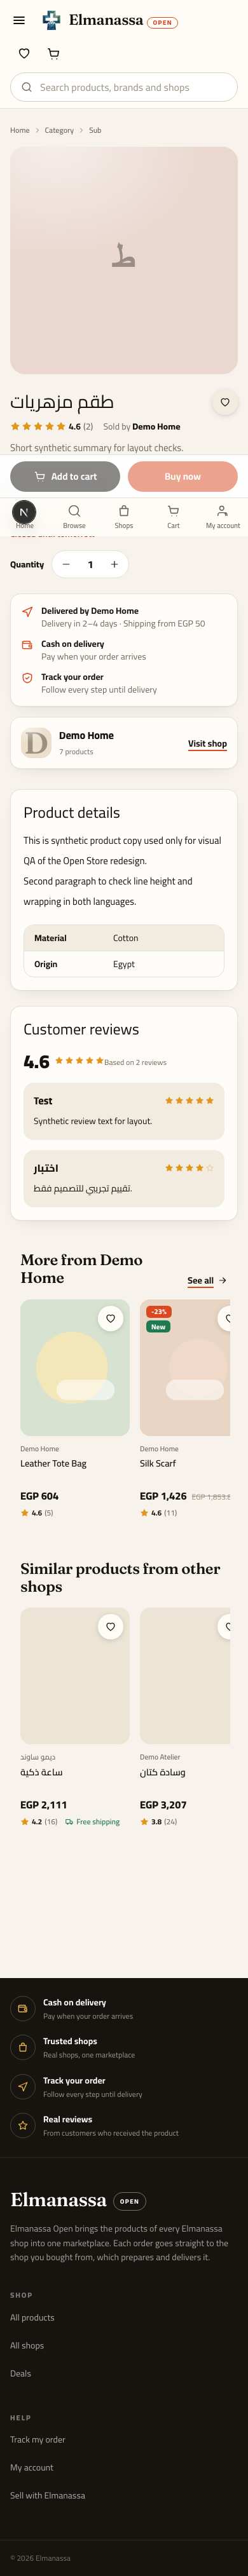 Elmanassa OPEN
Search products, brands and shops
Home > Category > Sub
ط
طقم مزهريات
4.6 (2) Sold by Demo Home
Short synthetic summary for layout checks.
Add to cart
Buy now
N
Home
Browse
Shops
Cart
My account
Quantity
− 1 +
Delivered by Demo Home
Delivery in 2–4 days · Shipping from EGP 50
Cash on delivery
Pay when your order arrives
Track your order
Follow every step until delivery
D
Demo Home
7 products
Visit shop
Product details
This is synthetic product copy used only for visual
QA of the Open Store redesign.
Second paragraph to check line height and
wrapping in both languages.
Material Cotton
Origin Egypt
Customer reviews
4.6 Based on 2 reviews
Test
Synthetic review text for layout.
اختبار
تقييم تجريبي للتصميم فقط.
More from Demo
Home
See all →
-23%
New
Demo Home
Leather Tote Bag
EGP 604
4.6 (5)
Demo Home
Silk Scarf
EGP 1,426
4.6 (11)
Similar products from other
shops
ديمو ساوند
ساعة ذكية
EGP 2,111
4.2 (16) Free shipping
Demo Atelier
وسادة كتان
EGP 3,207
3.8 (24)
Cash on delivery
Pay when your order arrives
Trusted shops
Real shops, one marketplace
Track your order
Follow every step until delivery
Real reviews
From customers who received the product
Elmanassa OPEN
Elmanassa Open brings the products of every Elmanassa
shop into one marketplace. Each order goes straight to the
shop you bought from, which prepares and delivers it.
SHOP
All products
All shops
Deals
HELP
Track my order
My account
Sell with Elmanassa
© 2026 Elmanassa